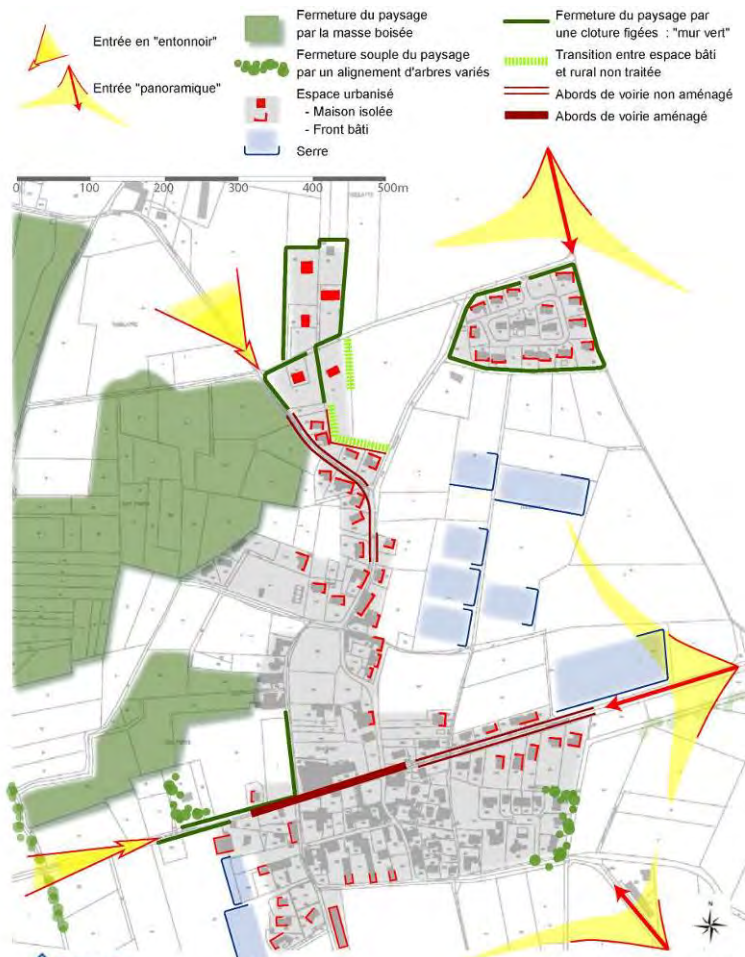 Entrée en "entonnoir"
Entrée "panoramique"
Fermeture du paysage
par la masse boisée
Fermeture souple du paysage
par un alignement d'arbres variés
Espace urbanisé
- Maison isolée
- Front bâti
Serre
Fermeture du paysage par
une cloture figées : "mur vert"
Transition entre espace bâti
et rural non traitée
Abords de voirie non aménagé
Abords de voirie aménagé
0 100 200 300 400 500m
N